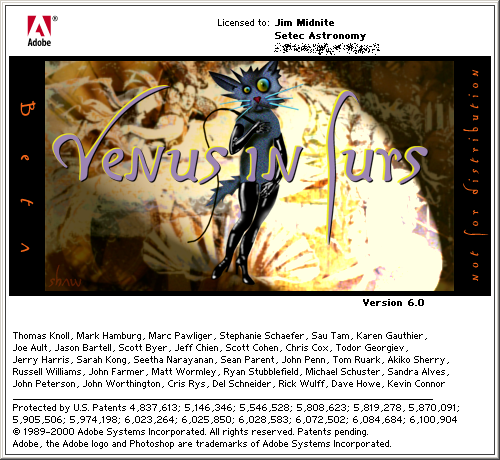 Adobe
Licensed to: Jim Midnite
Setec Astronomy
Beta
Venus in Furs
not for distribution
shaw
Version 6.0
Thomas Knoll, Mark Hamburg, Marc Pawliger, Stephanie Schaefer, Sau Tam, Karen Gauthier,
Joe Ault, Jason Bartell, Scott Byer, Jeff Chien, Scott Cohen, Chris Cox, Todor Georgiev,
Jerry Harris, Sarah Kong, Seetha Narayanan, Sean Parent, John Penn, Tom Ruark, Akiko Sherry,
Russell Williams, John Farmer, Matt Wormley, Ryan Stubblefield, Michael Schuster, Sandra Alves,
John Peterson, John Worthington, Cris Rys, Del Schneider, Rick Wulff, Dave Howe, Kevin Connor
Protected by U.S. Patents 4,837,613; 5,146,346; 5,546,528; 5,808,623; 5,819,278, 5,870,091;
5,905,506; 5,974,198; 6,023,264; 6,025,850; 6,028,583; 6,072,502; 6,084,684; 6,100,904
© 1989-2000 Adobe Systems Incorporated. All rights reserved. Patents pending.
Adobe, the Adobe logo and Photoshop are trademarks of Adobe Systems Incorporated.